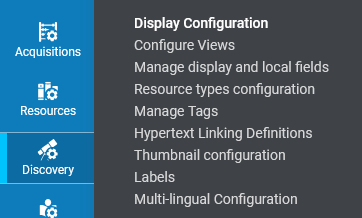 Acquisitions
Resources
Discovery
Display Configuration
Configure Views
Manage display and local fields
Resource types configuration
Manage Tags
Hypertext Linking Definitions
Thumbnail configuration
Labels
Multi-lingual Configuration